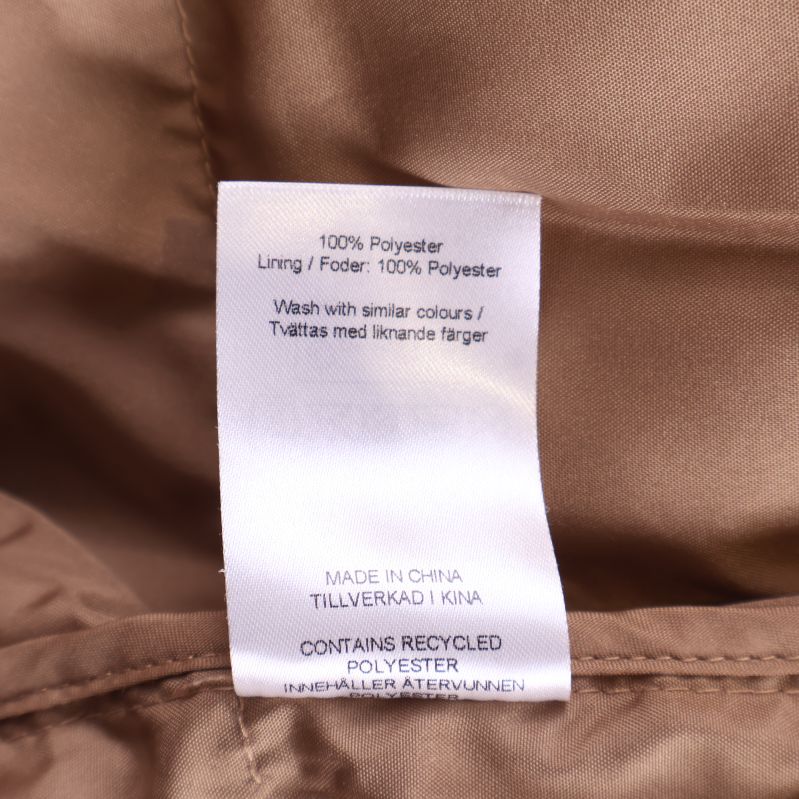 100% Polyester
Lining / Foder: 100% Polyester
Wash with similar colours /
Tvättas med liknande färger
MADE IN CHINA
TILLVERKAD I KINA
CONTAINS RECYCLED
POLYESTER
INNEHÅLLER ÅTERVUNNEN
POLYESTER